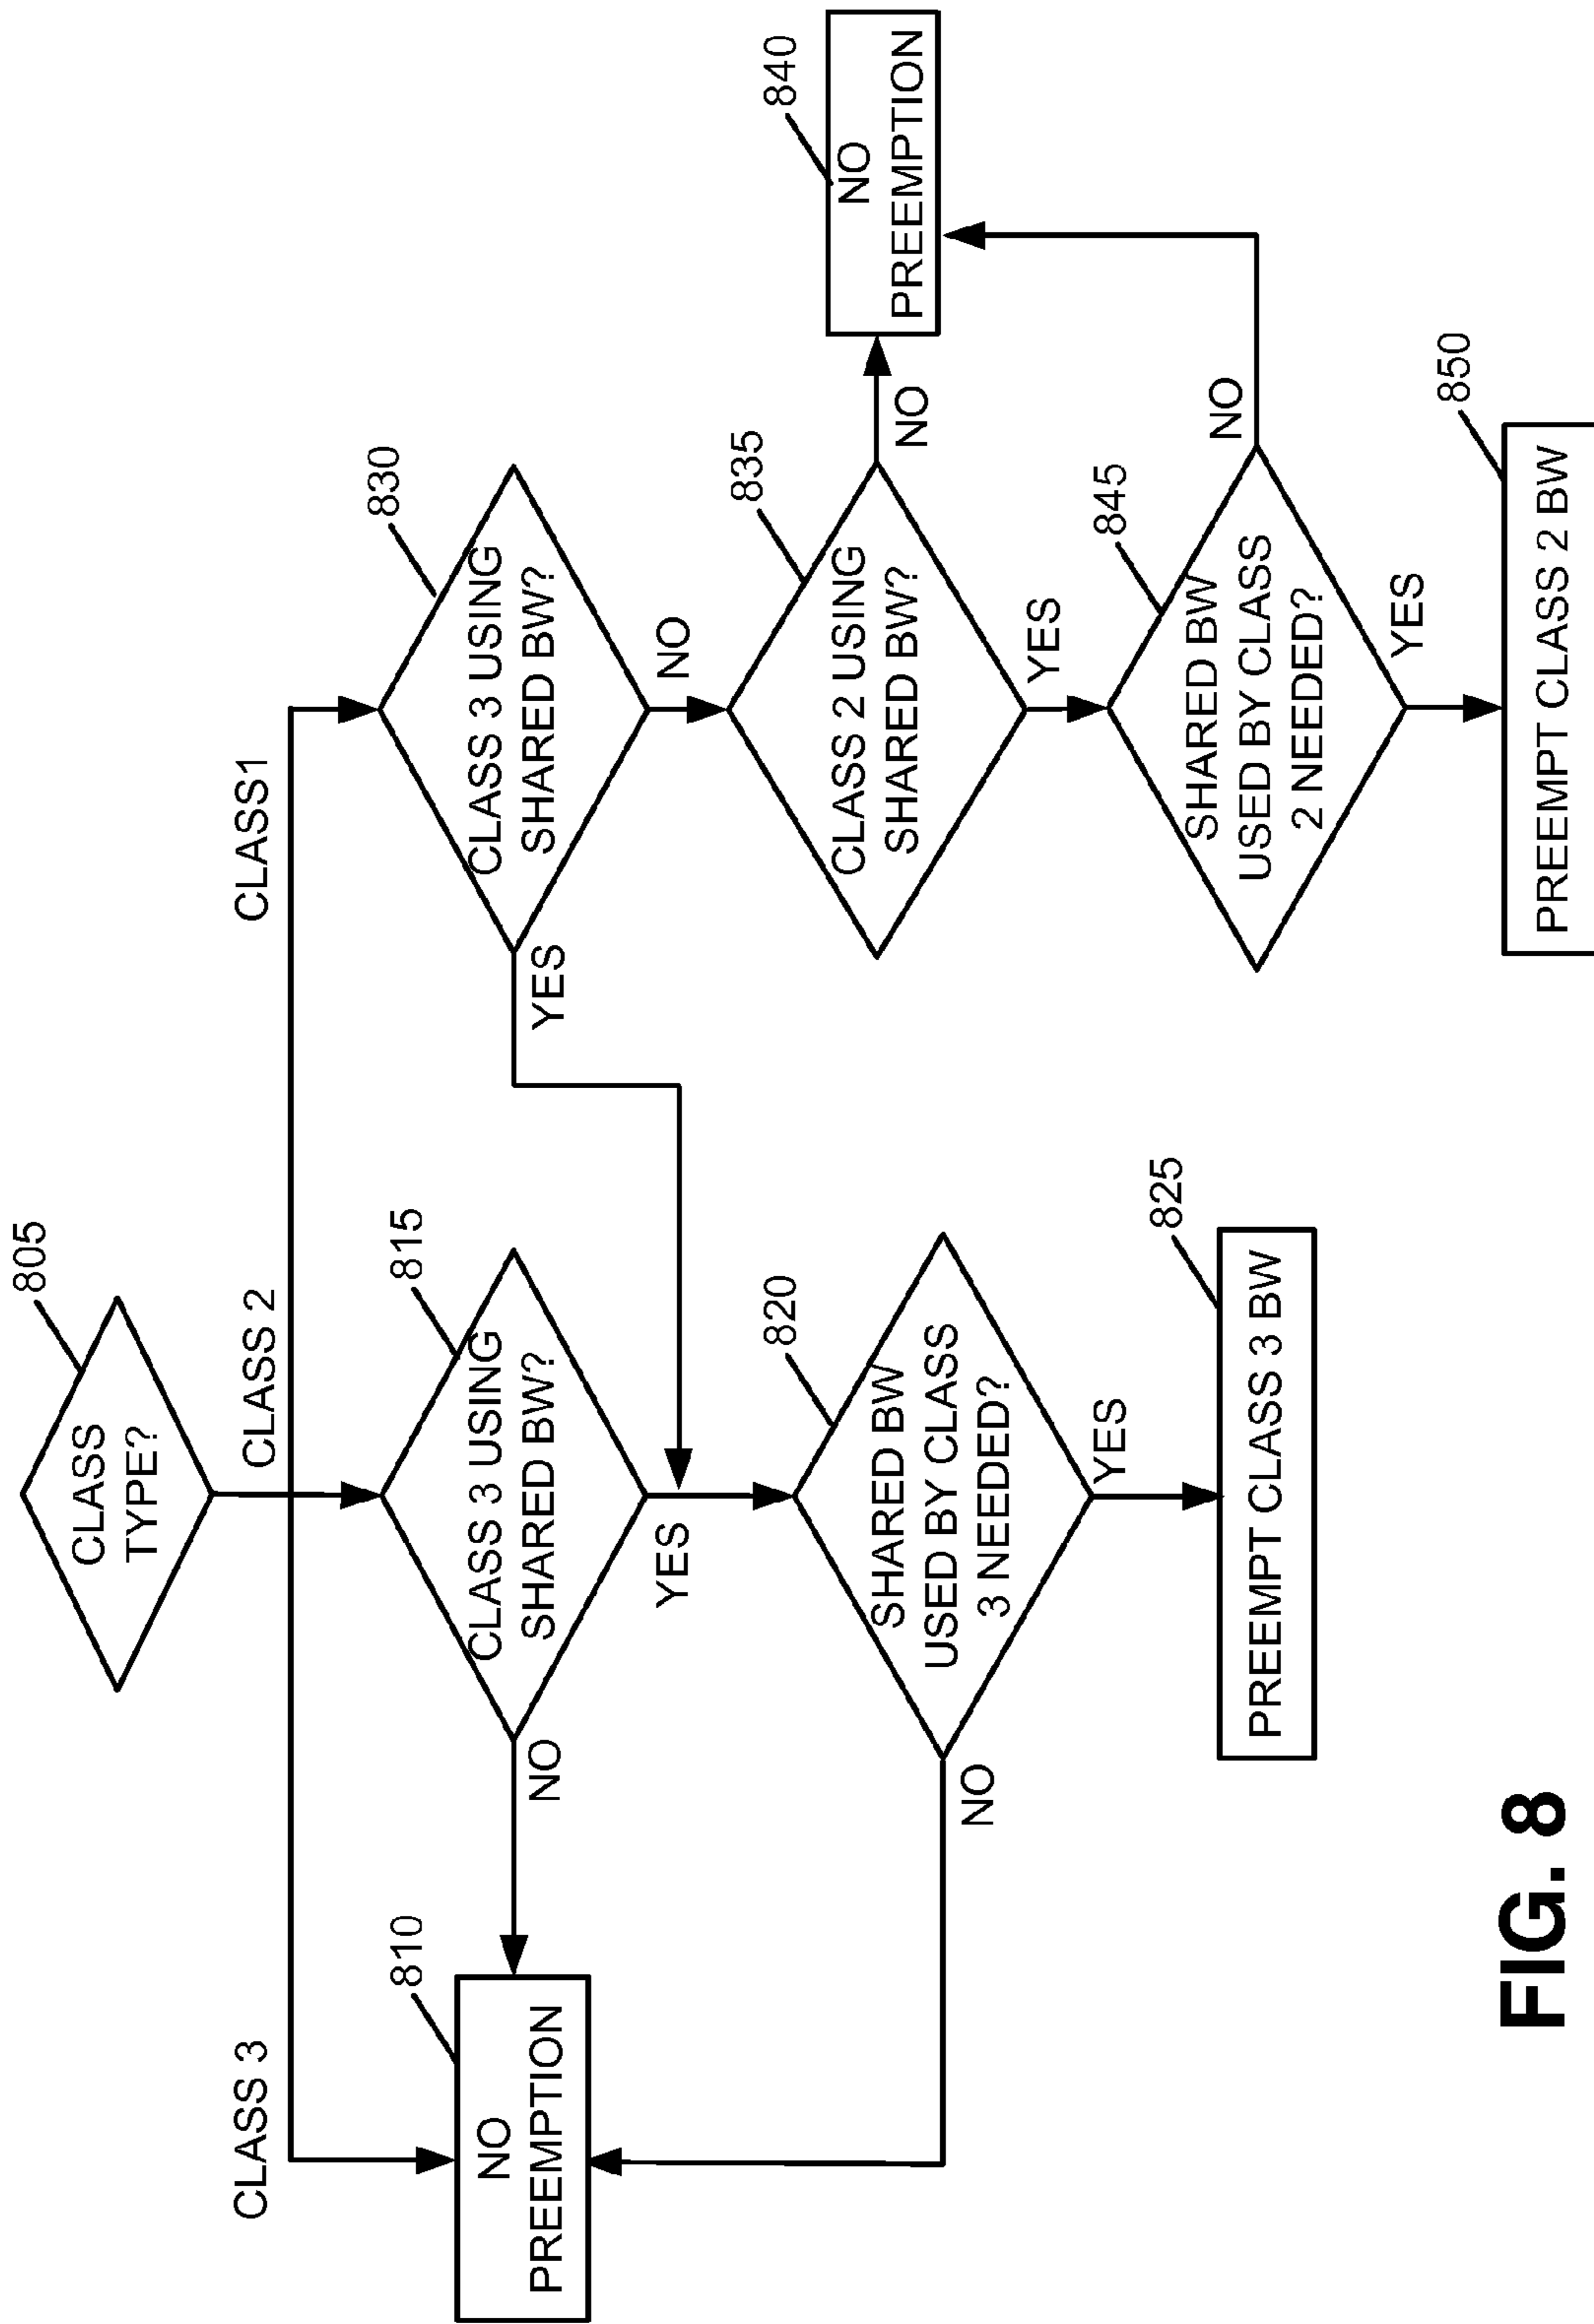 805
CLASS
TYPE?
CLASS 3
CLASS 2
CLASS1
810
NO
PREEMPTION
815
CLASS 3 USING
SHARED BW?
NO
YES
830
CLASS 3 USING
SHARED BW?
YES
NO
820
SHARED BW
USED BY CLASS
3 NEEDED?
NO
YES
825
PREEMPT CLASS 3 BW
835
CLASS 2 USING
SHARED BW?
NO
YES
840
NO
PREEMPTION
845
SHARED BW
USED BY CLASS
2 NEEDED?
NO
YES
850
PREEMPT CLASS 2 BW
FIG. 8